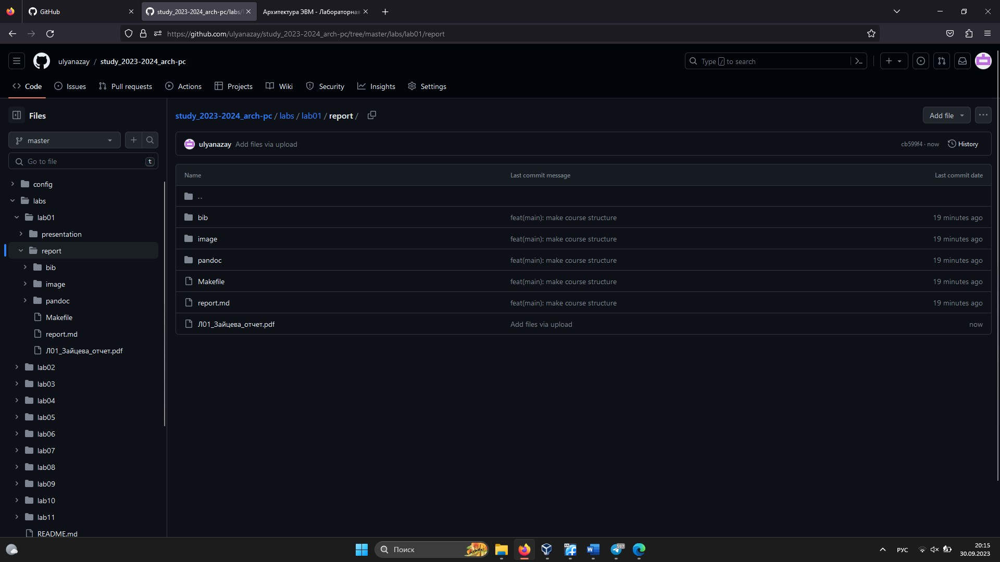 GitHub
study_2023-2024_arch-pc/labs/l
Архитектура ЭВМ - Лабораторная
https://github.com/ulyanazay/study_2023-2024_arch-pc/tree/master/labs/lab01/report
ulyanazay / study_2023-2024_arch-pc
Type / to search
Code Issues Pull requests Actions Projects Wiki Security Insights Settings
Files
study_2023-2024_arch-pc / labs / lab01 / report /
Add file
master
ulyanazay Add files via upload
cb599f4 · now History
Go to file t
Name Last commit message Last commit date
config
labs
lab01
presentation
report
bib
image
pandoc
Makefile
report.md
Л01_Зайцева_отчет.pdf
lab02
lab03
lab04
lab05
lab06
lab07
lab08
lab09
lab10
lab11
README.md
..
bib feat(main): make course structure 19 minutes ago
image feat(main): make course structure 19 minutes ago
pandoc feat(main): make course structure 19 minutes ago
Makefile feat(main): make course structure 19 minutes ago
report.md feat(main): make course structure 19 minutes ago
Л01_Зайцева_отчет.pdf Add files via upload now
Поиск
64
597
РУС
20:15
30.09.2023